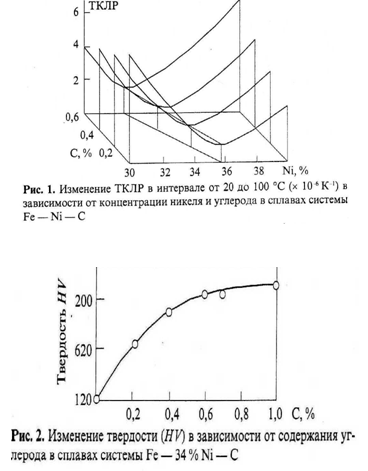 ТКЛР
6
4
2
0,6
0,4
С, % 0,2
30 32 34 36 38 Ni, %
Рис. 1. Изменение ТКЛР в интервале от 20 до 100 °С (× 10⁻⁶ К⁻¹) в
зависимости от концентрации никеля и углерода в сплавах системы
Fe — Ni — C
Твердость HV
200
620
120
0,2 0,4 0,6 0,8 1,0 С, %
Рис. 2. Изменение твердости (HV) в зависимости от содержания уг-
лерода в сплавах системы Fe — 34 % Ni — C